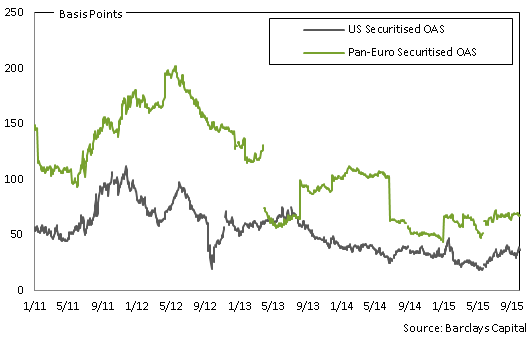 Basis Points
US Securitised OAS
Pan-Euro Securitised OAS
250
200
150
100
50
0
1/11 5/11 9/11 1/12 5/12 9/12 1/13 5/13 9/13 1/14 5/14 9/14 1/15 5/15 9/15
Source: Barclays Capital